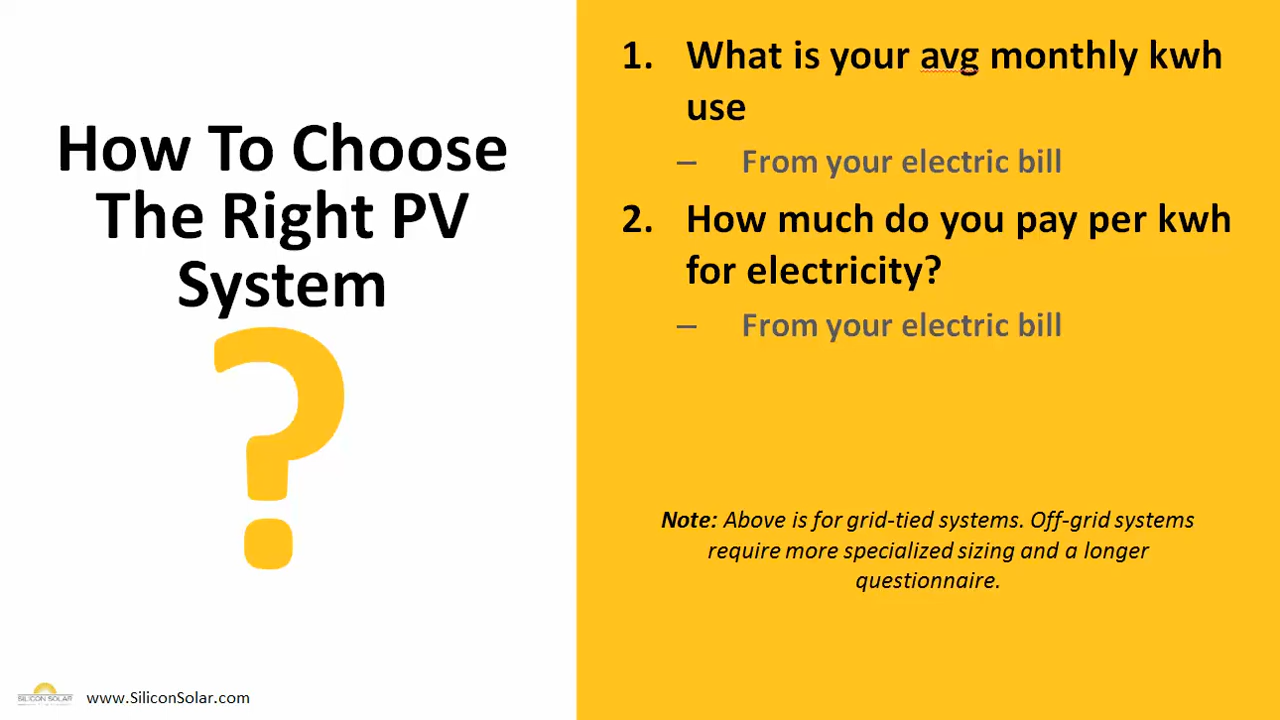 How To Choose
The Right PV
System
?
1. What is your avg monthly kwh
use
– From your electric bill
2. How much do you pay per kwh
for electricity?
– From your electric bill
Note: Above is for grid-tied systems. Off-grid systems
require more specialized sizing and a longer
questionnaire.
SILICON SOLAR
www.SiliconSolar.com